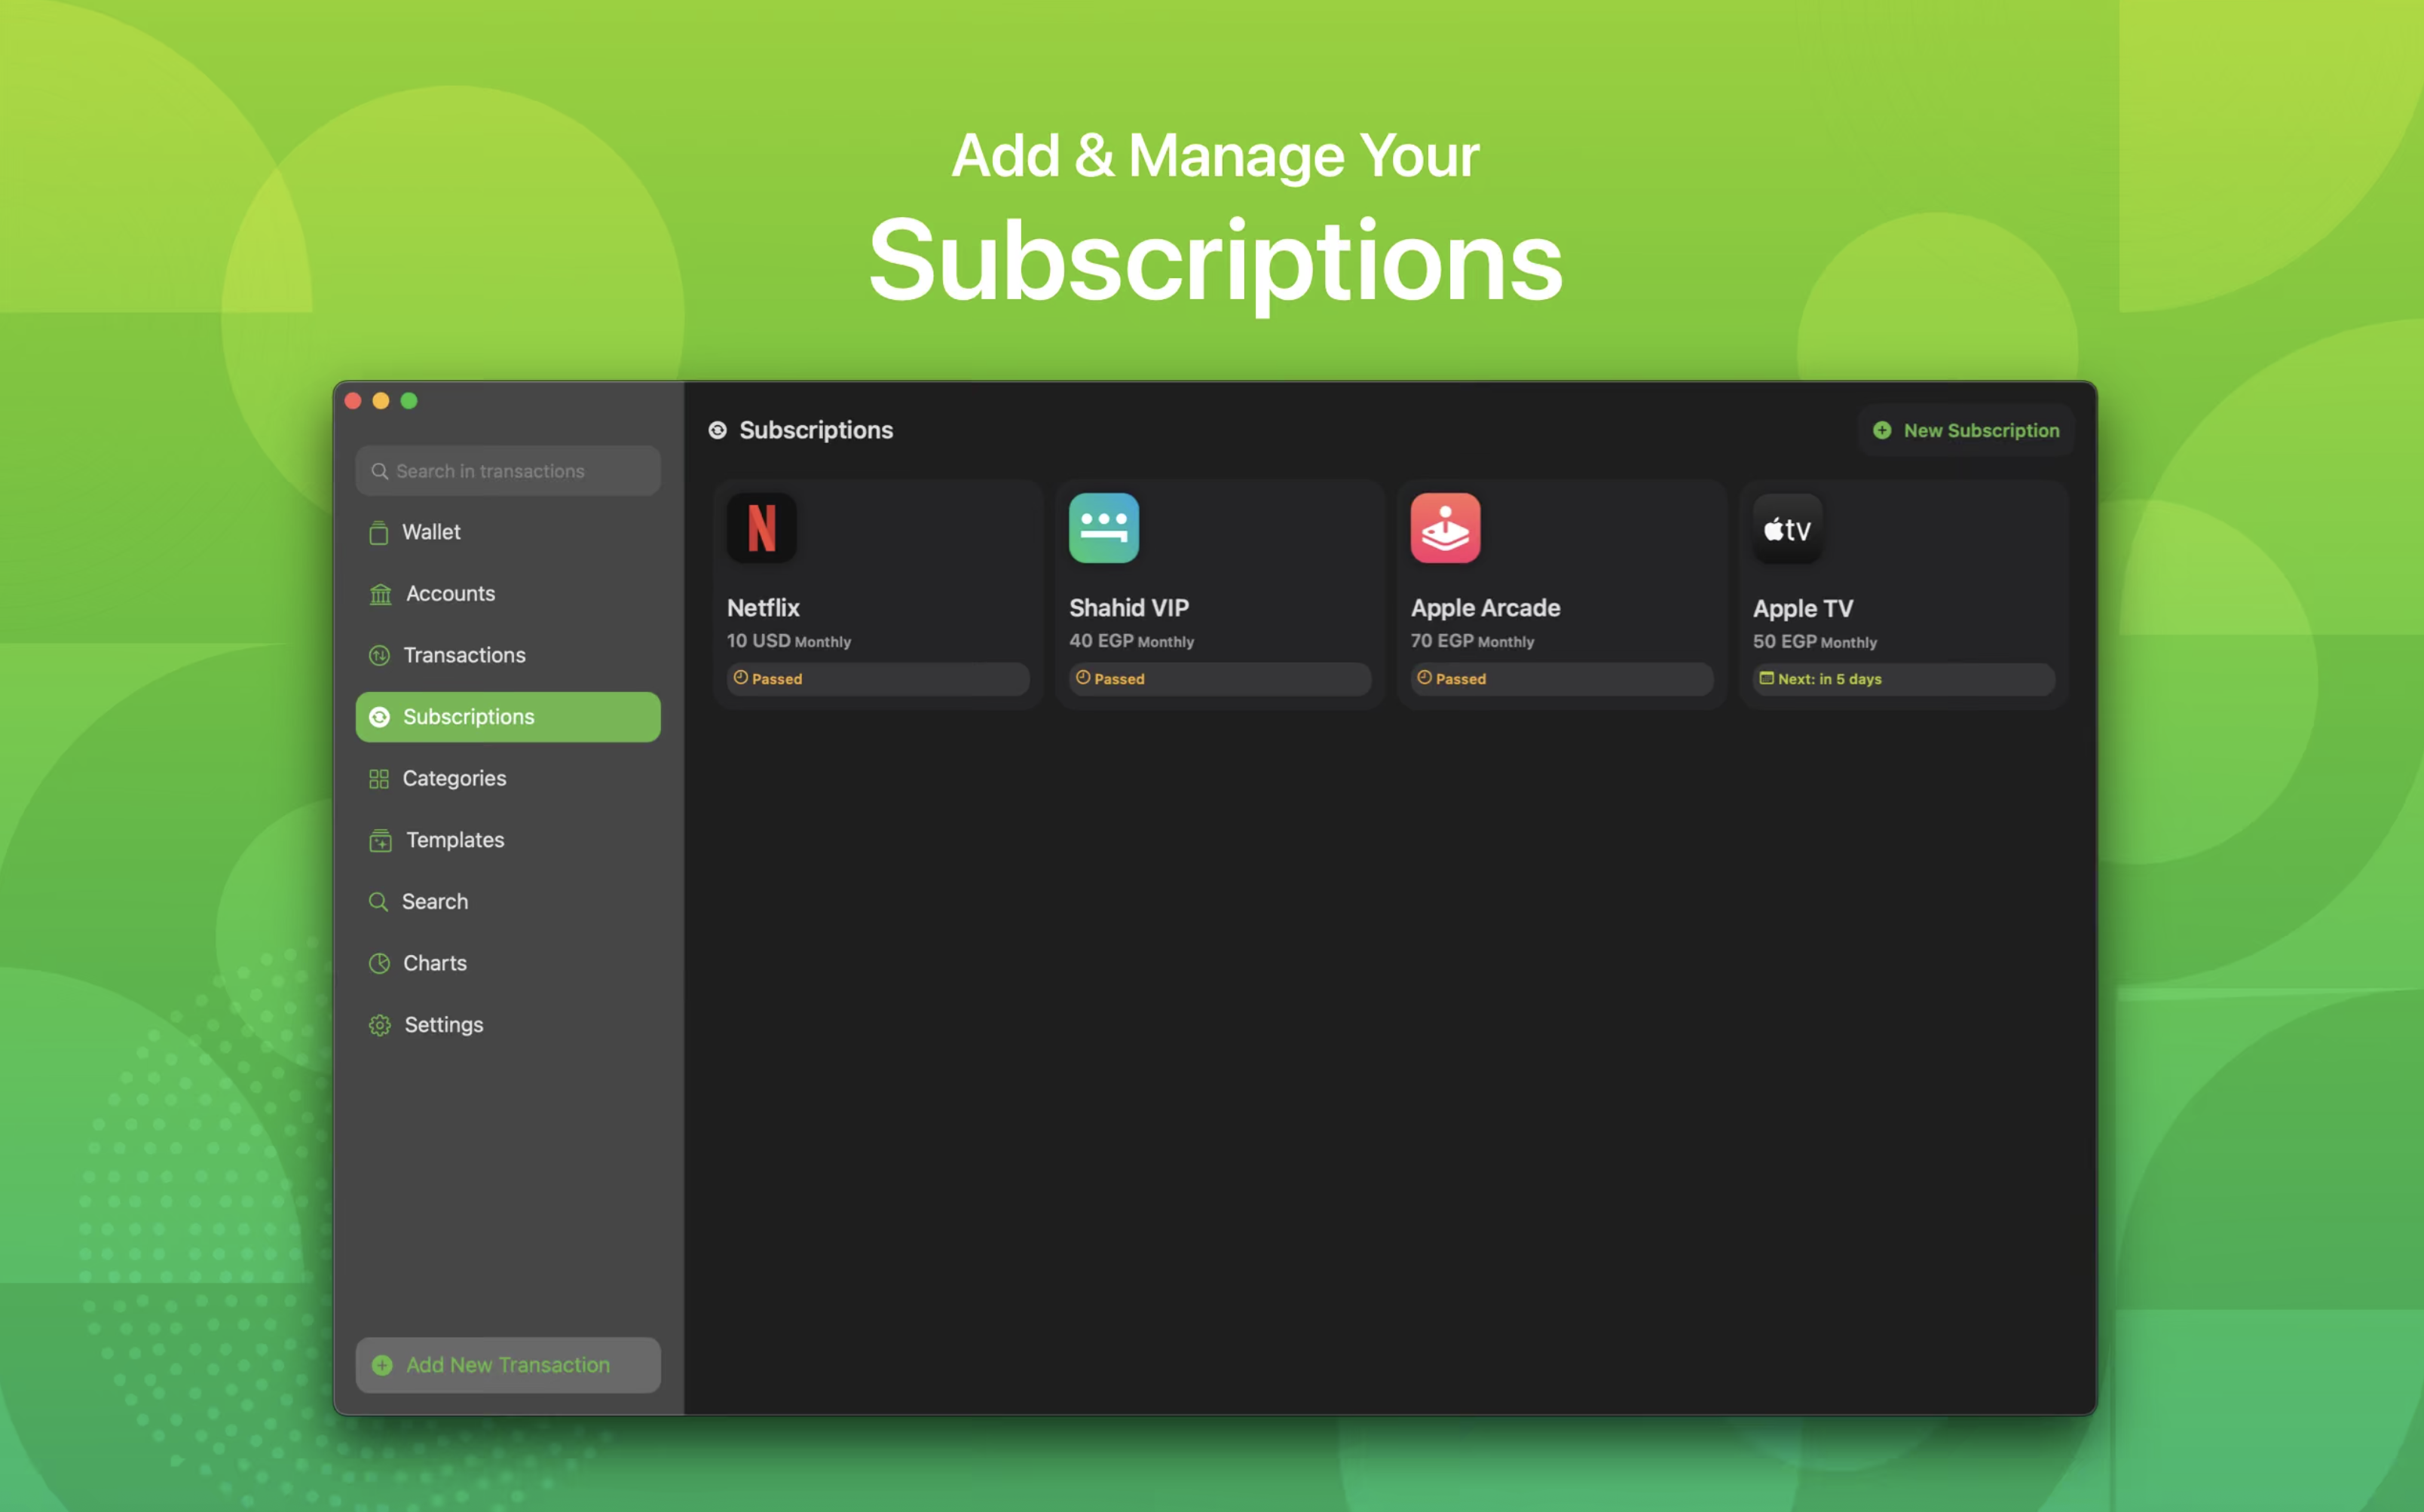 Add & Manage Your
Subscriptions
Search in transactions
Wallet
Accounts
Transactions
Subscriptions
Categories
Templates
Search
Charts
Settings
Add New Transaction
Subscriptions
New Subscription
N
Netflix
10 USD Monthly
Passed
Shahid VIP
40 EGP Monthly
Passed
Apple Arcade
70 EGP Monthly
Passed
tv
Apple TV
50 EGP Monthly
Next: in 5 days